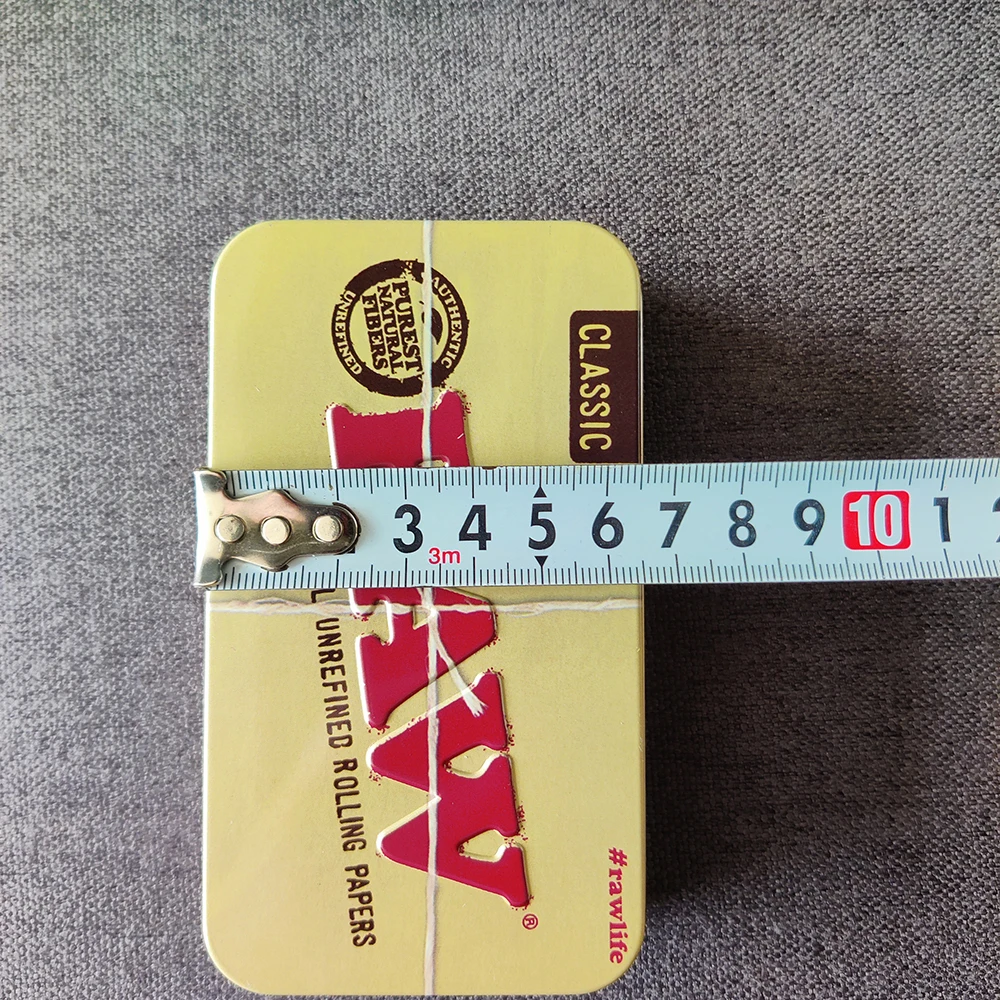 AUTHENTIC
PUREST
NATURAL
FIBERS
UNREFINED
CLASSIC
3 4 5 6 7 8 9 10 1
3m
UNREFINED ROLLING PAPERS
®
#rawlife